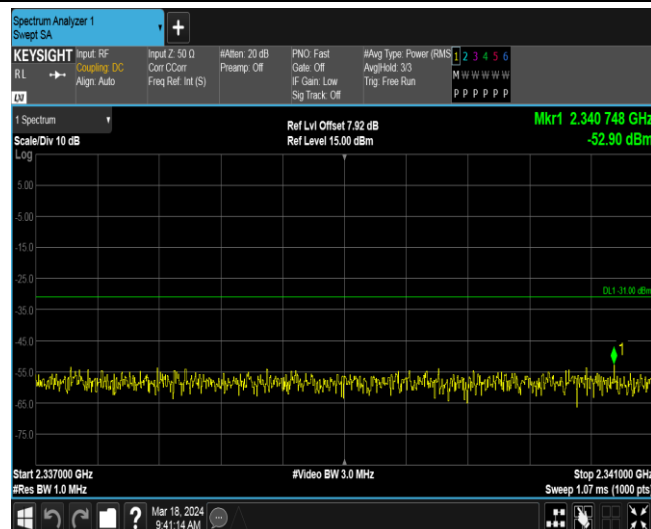 Spectrum Analyzer 1
Swept SA
+
KEYSIGHT Input: RF Input Z: 50 Ω #Atten: 20 dB PNO: Fast #Avg Type: Power (RMS 1 2 3 4 5 6
RL Coupling: DC Corr CCorr Preamp: Off Gate: Off Avg|Hold: 3/3 M W W W W W
Align: Auto Freq Ref: Int (S) IF Gain: Low Trig: Free Run
LXI Sig Track: Off P P P P P P
1 Spectrum Ref Lvl Offset 7.92 dB Mkr1 2.340 748 GHz
Scale/Div 10 dB Ref Level 15.00 dBm -52.90 dBm
Log
5.00
-5.00
-15.0
-25.0
DL1 -31.00 dBm
-35.0
-45.0
1
-55.0
-65.0
-75.0
Start 2.337000 GHz #Video BW 3.0 MHz Stop 2.341000 GHz
#Res BW 1.0 MHz Sweep 1.07 ms (1000 pts)
? Mar 18, 2024
9:41:14 AM